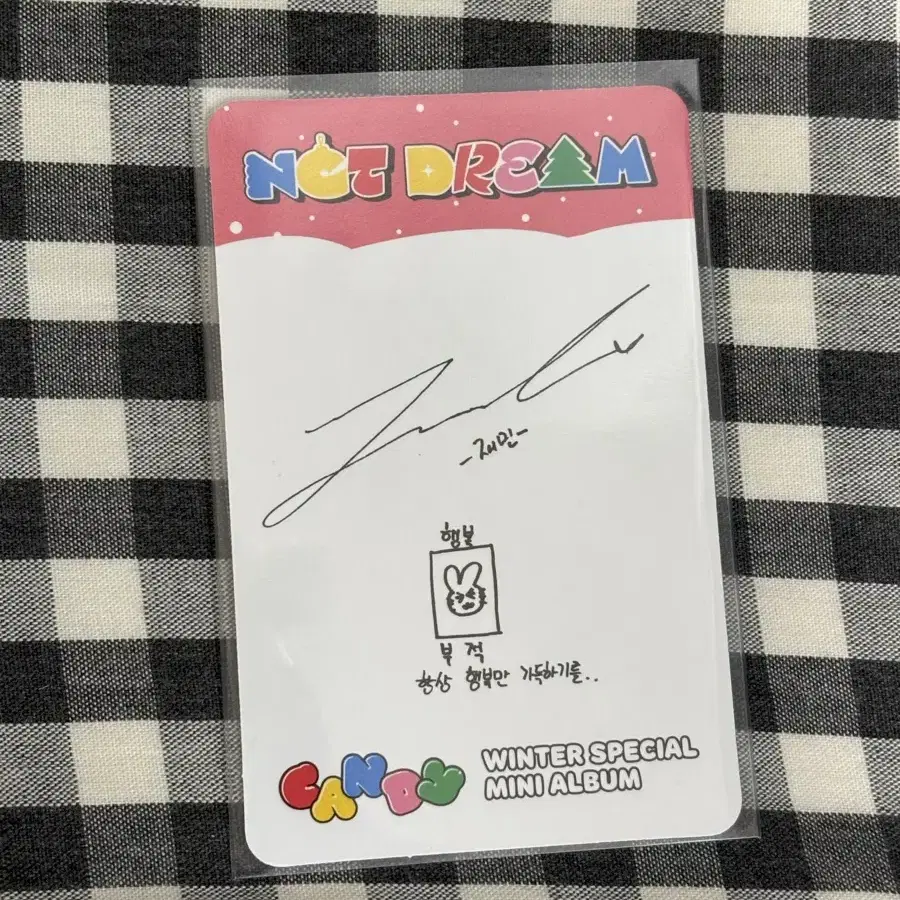 NCT DREAM
-재민-
행복
부적
항상 행복만 가득하기를..
CANDY
WINTER SPECIAL
MINI ALBUM